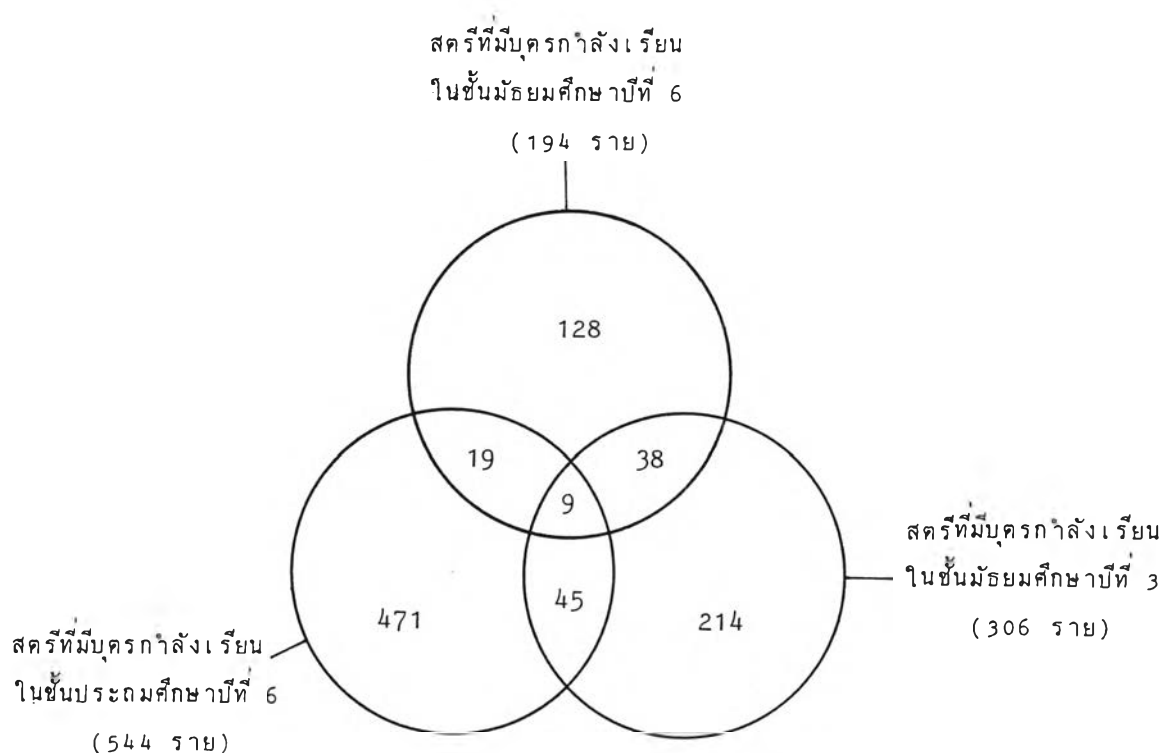 สตรีที่มีบุตรกำลังเรียน
ในชั้นมัธยมศึกษาปีที่ 6
(194 ราย)
128
19
38
9
สตรีที่มีบุตรกำลังเรียน
ในชั้นมัธยมศึกษาปีที่ 3
(306 ราย)
45
471
214
สตรีที่มีบุตรกำลังเรียน
ในชั้นประถมศึกษาปีที่ 6
(544 ราย)